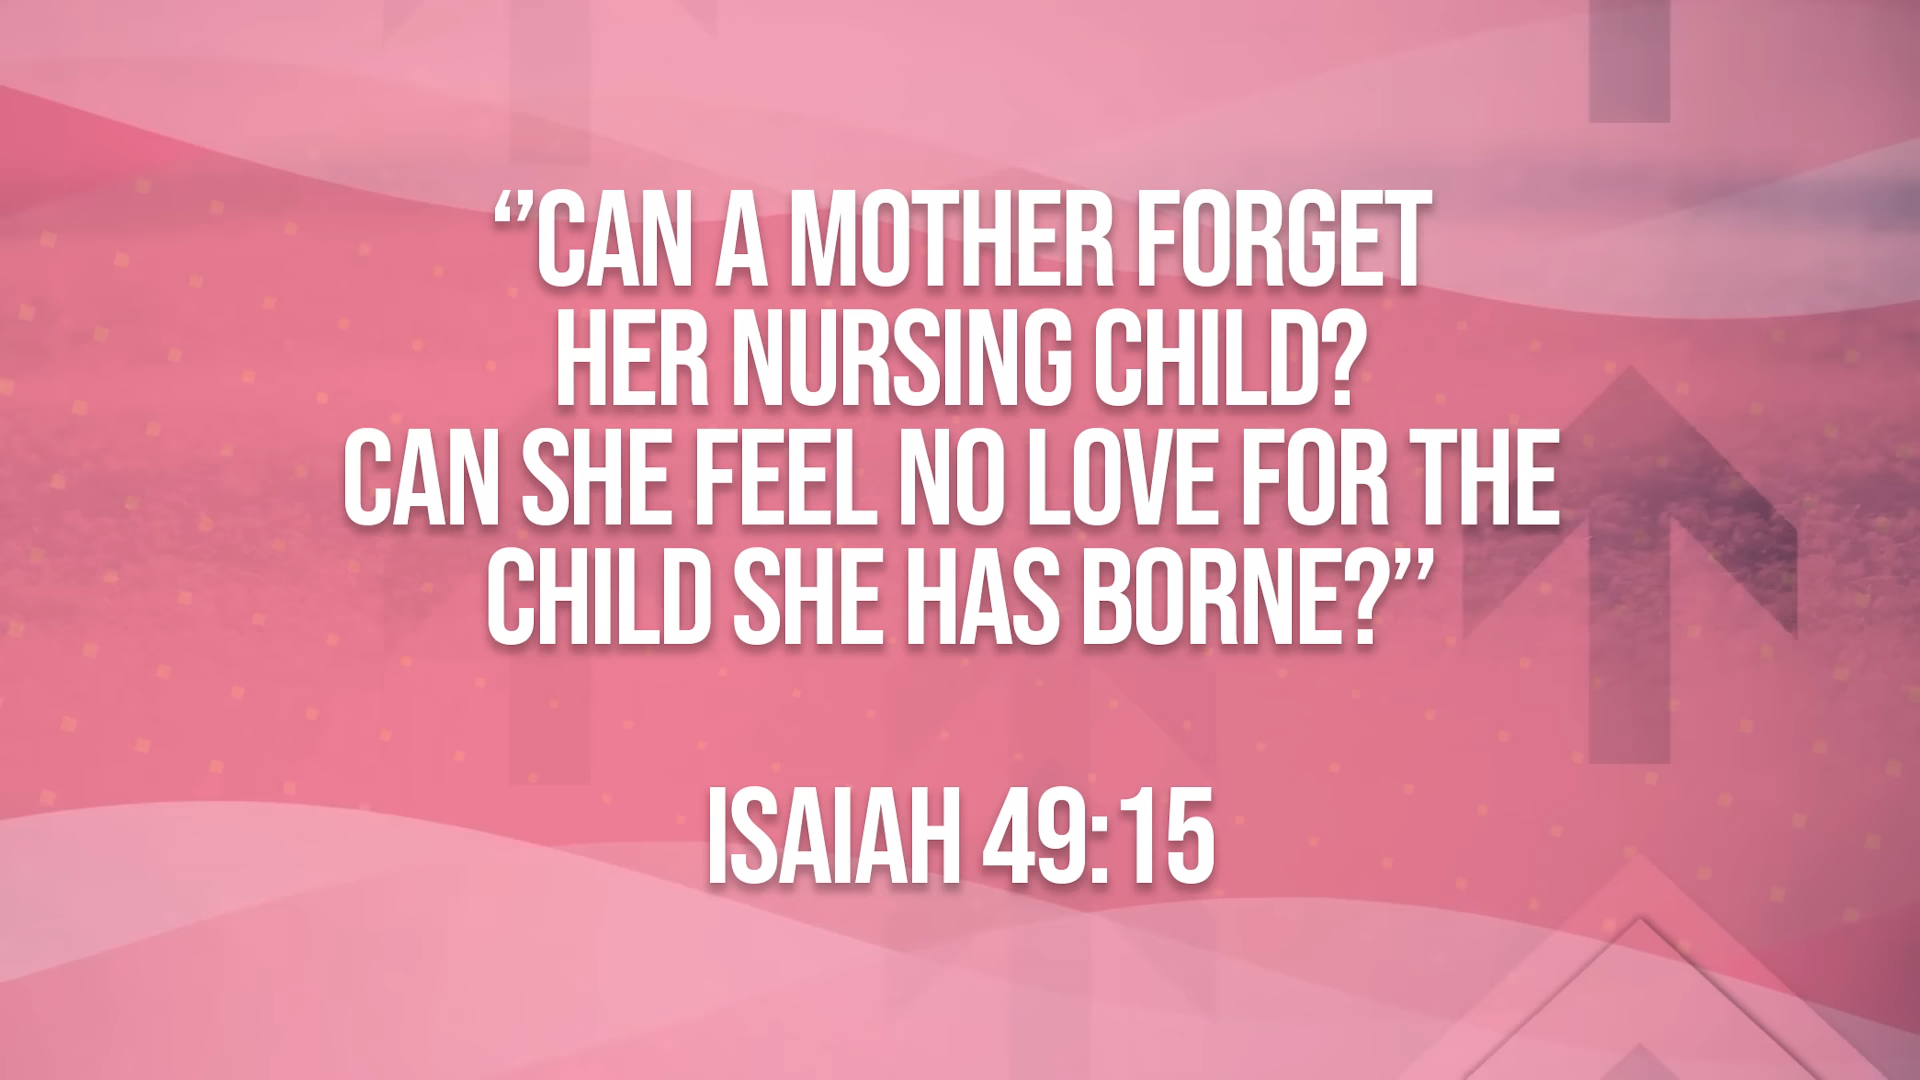 ‘’CAN A MOTHER FORGET
HER NURSING CHILD?
CAN SHE FEEL NO LOVE FOR THE
CHILD SHE HAS BORNE?’’
ISAIAH 49:15